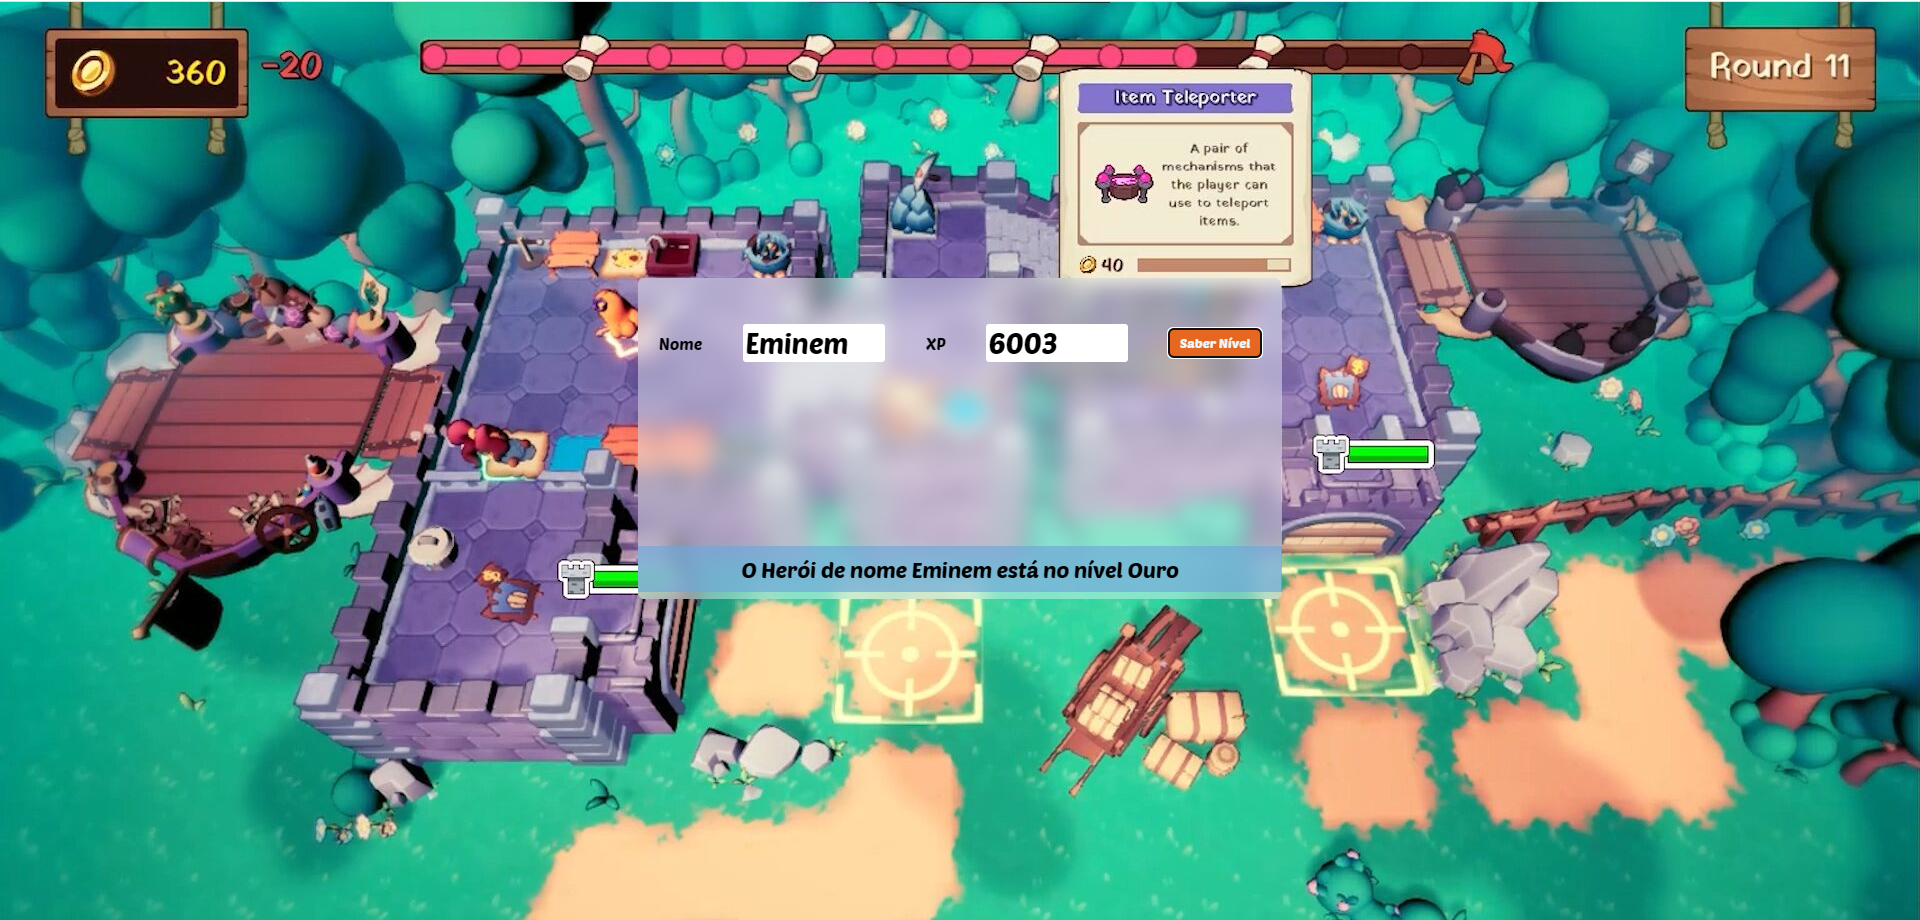 360
-20
Round 11
Item Teleporter
A pair of
mechanisms that
the player can
use to teleport
items.
40
Nome
Eminem
XP
6003
Saber Nível
O Herói de nome Eminem está no nível Ouro